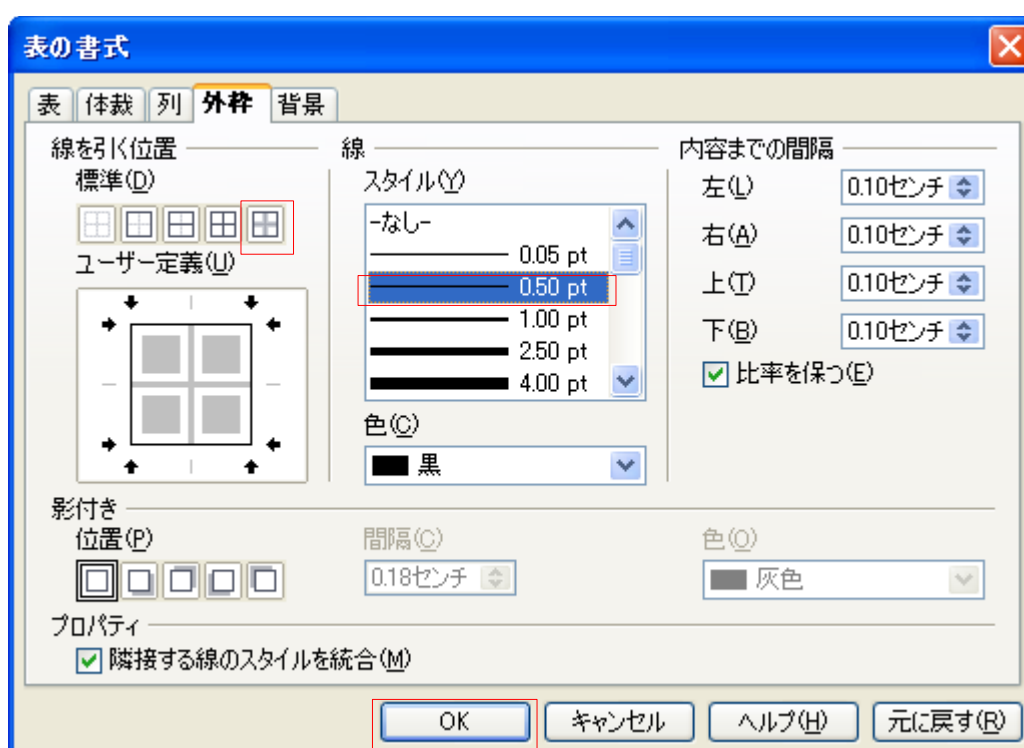 表の書式
表 体裁 列 外枠 背景
線を引く位置
標準(D)
ユーザー定義(U)
線
スタイル(Y)
-なし-
0.05 pt
0.50 pt
1.00 pt
2.50 pt
4.00 pt
色(C)
黒
内容までの間隔
左(L) 0.10センチ
右(A) 0.10センチ
上(T) 0.10センチ
下(B) 0.10センチ
比率を保つ(E)
影付き
位置(P)
間隔(C)
0.18センチ
色(O)
灰色
プロパティ
隣接する線のスタイルを統合(M)
OK キャンセル ヘルプ(H) 元に戻す(R)